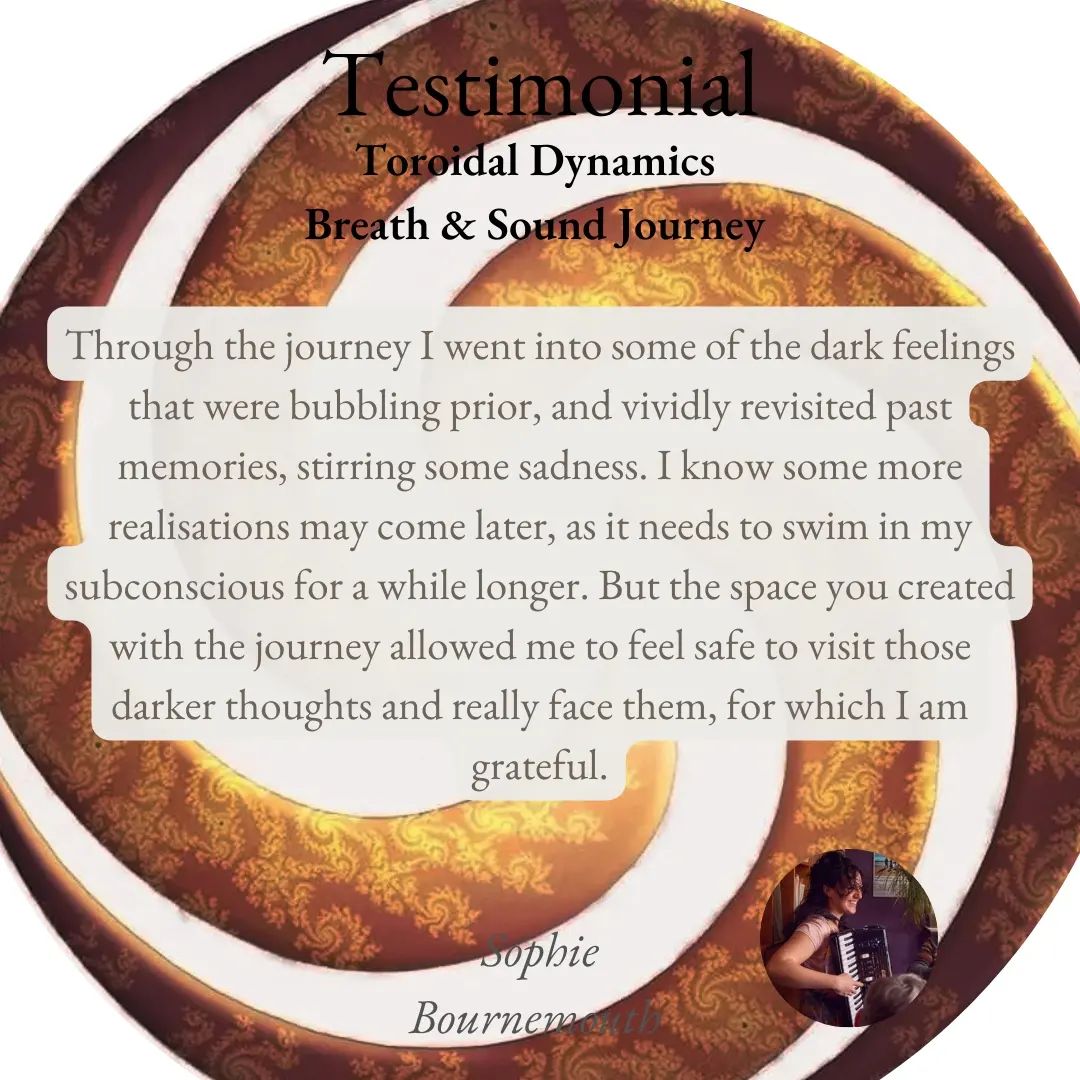 Testimonial
Toroidal Dynamics
Breath & Sound Journey
Through the journey I went into some of the dark feelings
that were bubbling prior, and vividly revisited past
memories, stirring some sadness. I know some more
realisations may come later, as it needs to swim in my
subconscious for a while longer. But the space you created
with the journey allowed me to feel safe to visit those
darker thoughts and really face them, for which I am
grateful.
Sophie
Bournemouth